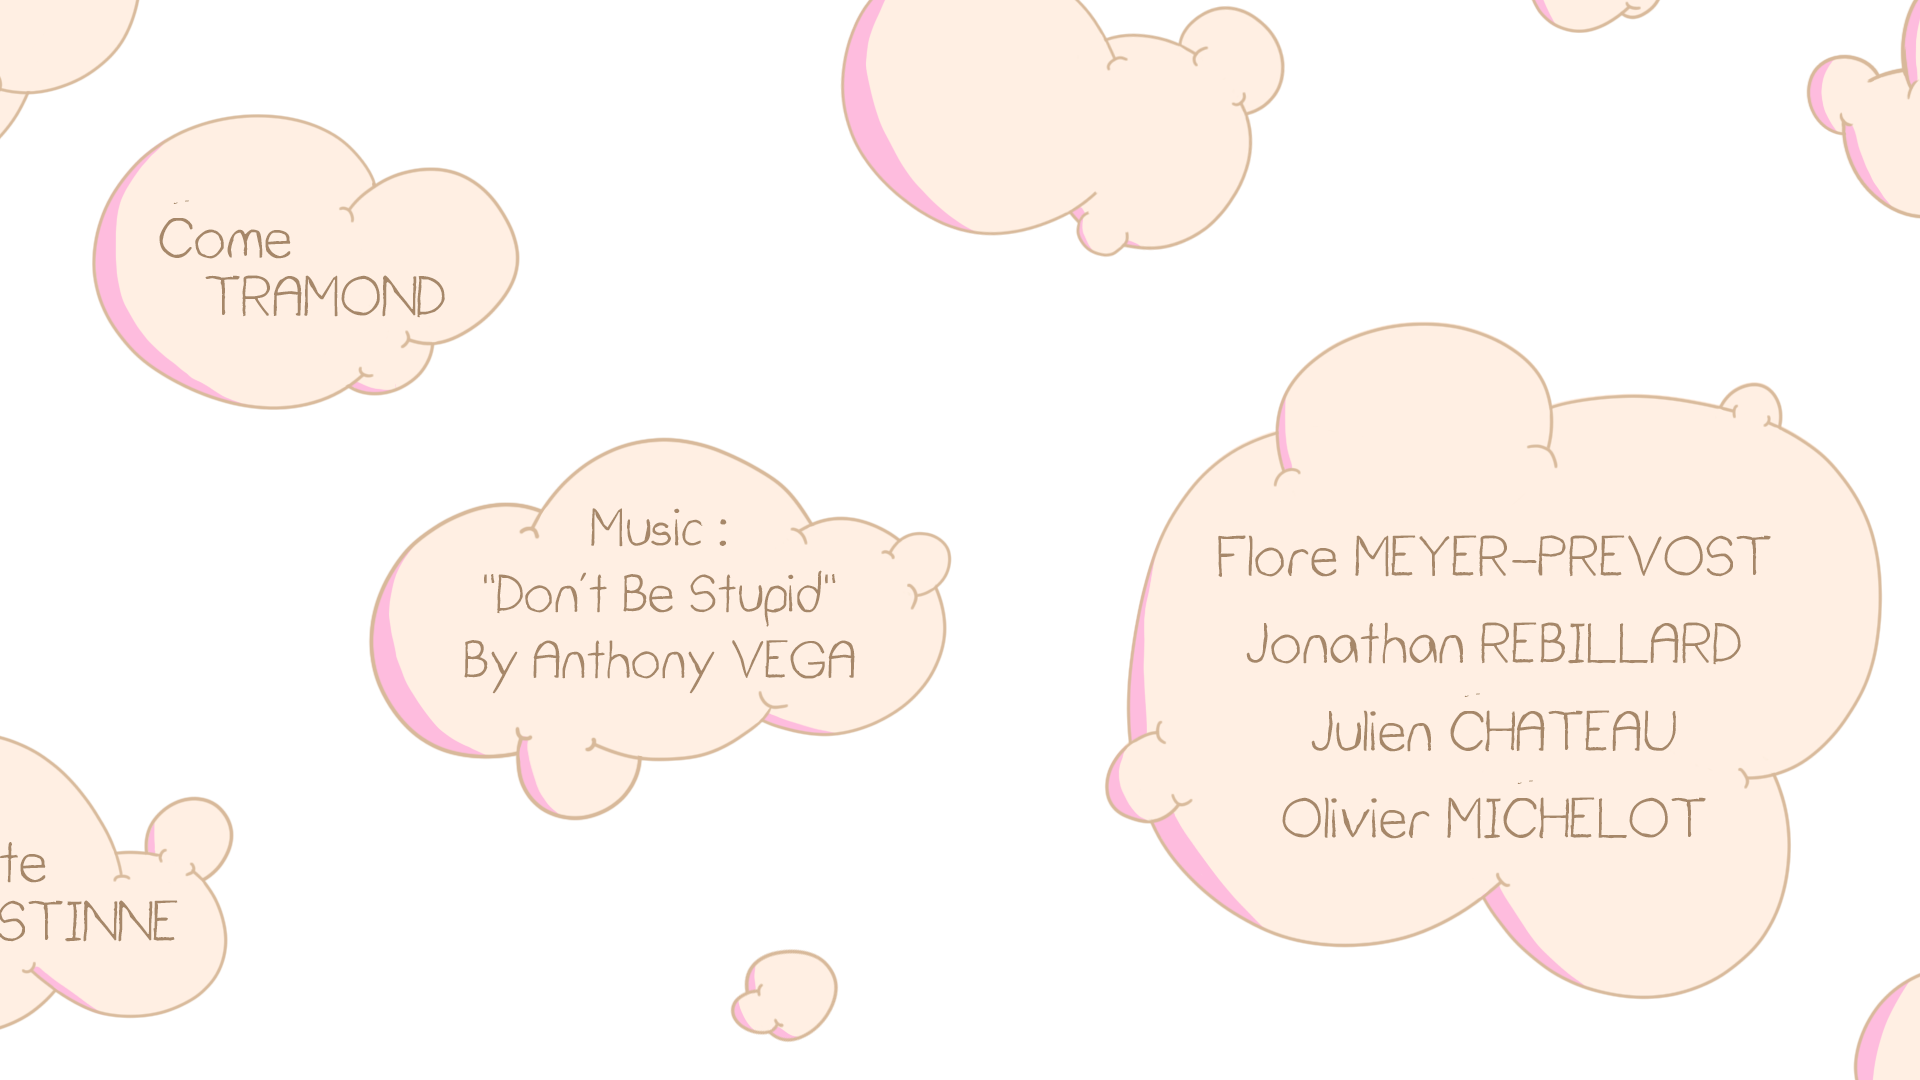 Come
TRAMOND
Music :
"Don't Be Stupid"
By Anthony VEGA
Flore MEYER-PREVOST
Jonathan REBILLARD
Julien CHATEAU
Olivier MICHELOT
te
STINNE